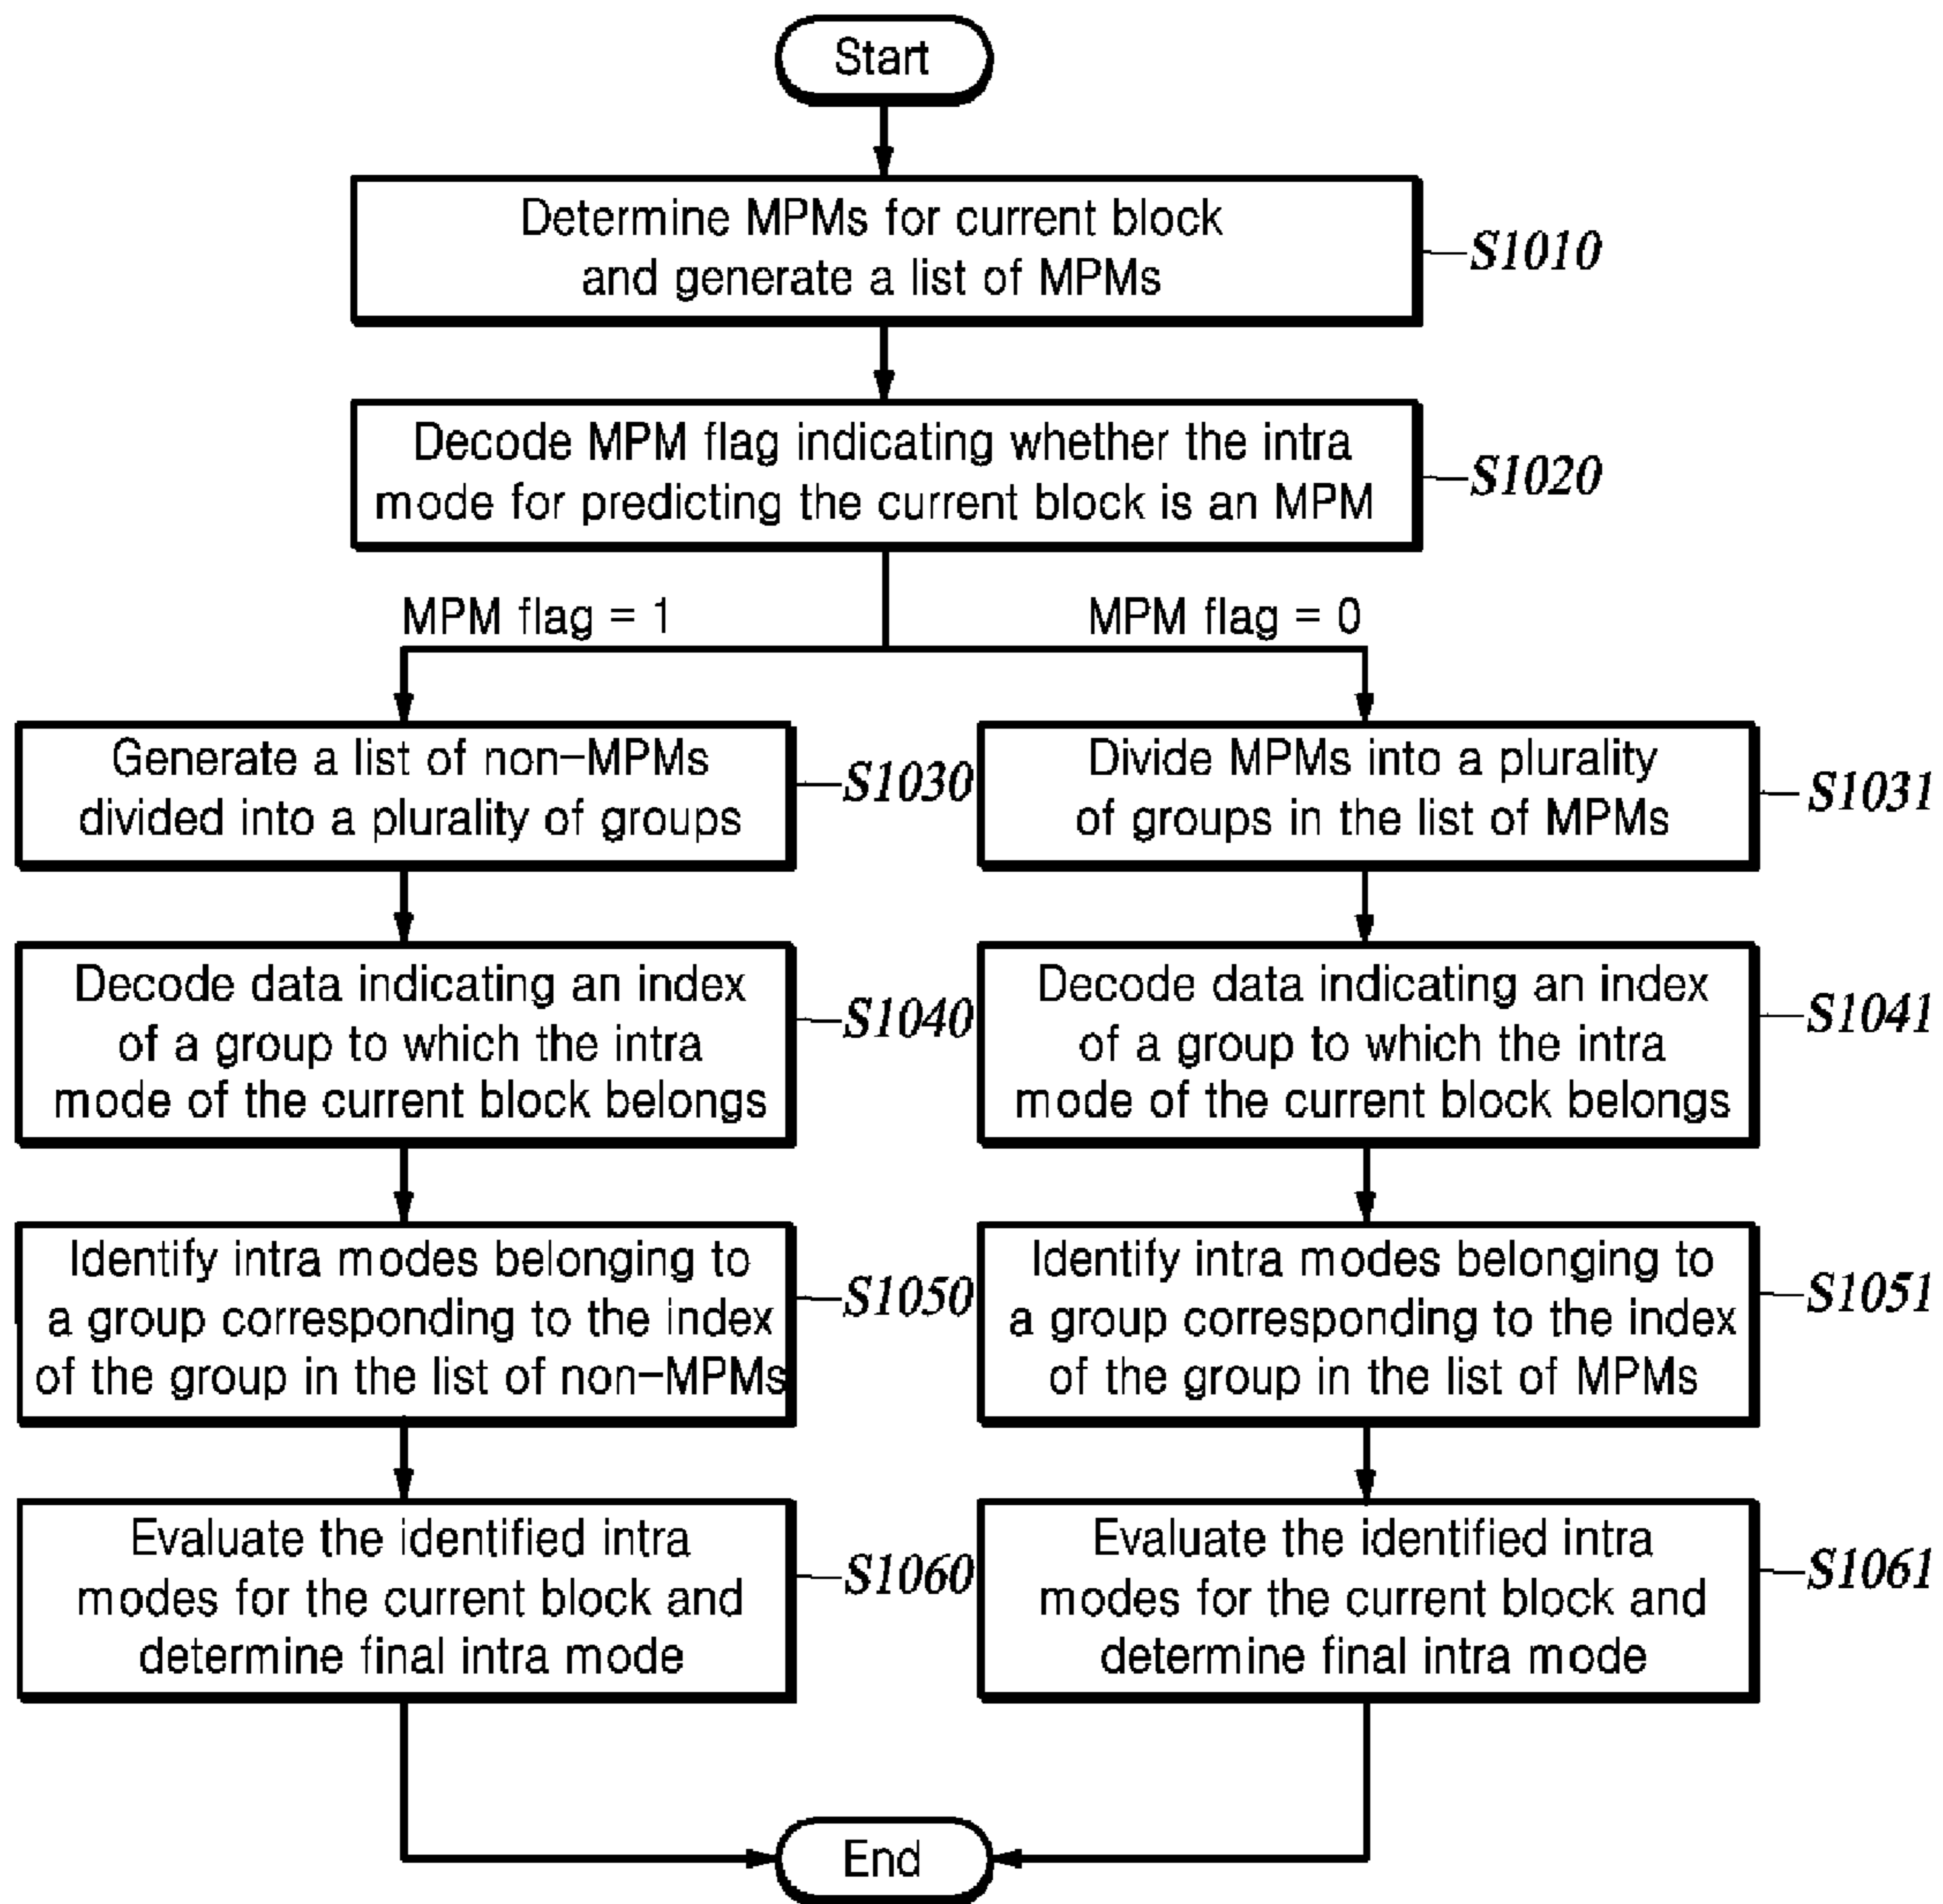 Start
Determine MPMs for current block
and generate a list of MPMs
S1010
Decode MPM flag indicating whether the intra
mode for predicting the current block is an MPM
S1020
MPM flag = 1
MPM flag = 0
Generate a list of non-MPMs
divided into a plurality of groups
S1030
Divide MPMs into a plurality
of groups in the list of MPMs
S1031
Decode data indicating an index
of a group to which the intra
mode of the current block belongs
S1040
Decode data indicating an index
of a group to which the intra
mode of the current block belongs
S1041
Identify intra modes belonging to
a group corresponding to the index
of the group in the list of non-MPMs
S1050
Identify intra modes belonging to
a group corresponding to the index
of the group in the list of MPMs
S1051
Evaluate the identified intra
modes for the current block and
determine final intra mode
S1060
Evaluate the identified intra
modes for the current block and
determine final intra mode
S1061
End